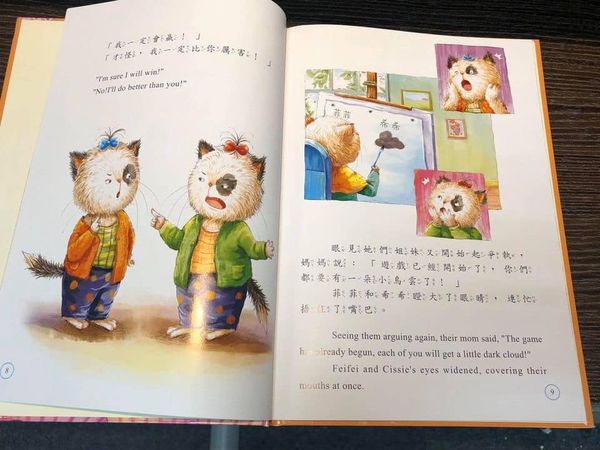 「我一定會贏！」
「才怪，我一定比你厲害！」
"I'm sure I will win!"
"No!I'll do better than you!"
8
菲菲
希希
眼見她們姐妹又開始起爭執，
媽媽說：「遊戲已經開始了，你們
都要有一朵小烏雲了！」
菲菲和希希瞪大了眼睛，連忙
捂住了嘴巴。
Seeing them arguing again, their mom said, "The game
has already begun, each of you will get a little dark cloud!"
Feifei and Cissie's eyes widened, covering their
mouths at once.
9